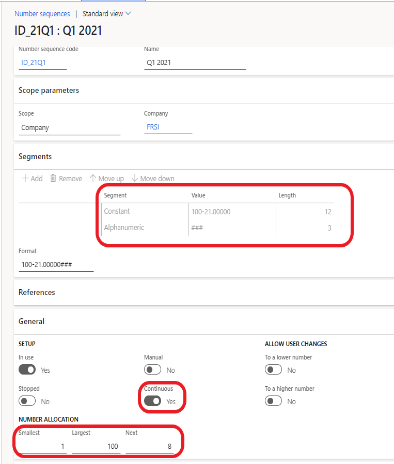 Number sequences | Standard view
ID_21Q1 : Q1 2021
Number sequence code Name
ID_21Q1 Q1 2021
Scope parameters
Scope Company
Company FRSI
Segments
Add Remove Move up Move down
Segment Value Length
Constant 100-21.00000 12
Alphanumeric ### 3
Format
100-21.00000###
References
General
SETUP ALLOW USER CHANGES
In use Manual To a lower number
Yes No No
Stopped Continuous To a higher number
No Yes No
NUMBER ALLOCATION
Smallest Largest Next
1 100 8